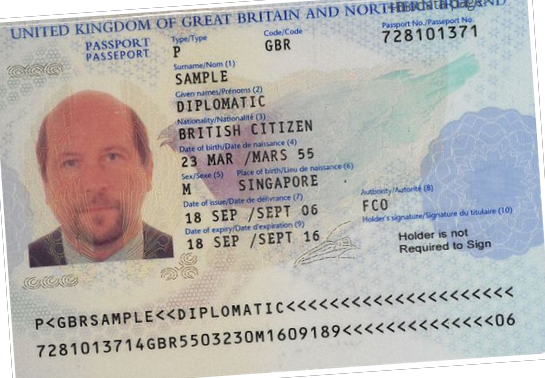 UNITED KINGDOM OF GREAT BRITAIN AND NORTHERN IRELAND
PASSPORT
PASSEPORT
Type/Type
P
Code/Code
GBR
Passport No./Passeport No.
728101371
Surname/Nom (1)
SAMPLE
Given names/Prénoms (2)
DIPLOMATIC
Nationality/Nationalité (3)
BRITISH CITIZEN
Date of birth/Date de naissance (4)
23 MAR /MARS 55
Sex/Sexe (5) Place of birth/Lieu de naissance (6)
M SINGAPORE
Date of issue/Date de délivrance (7)
18 SEP /SEPT 06
Authority/Autorité (8)
FCO
Date of expiry/Date d'expiration (9)
18 SEP /SEPT 16
Holder's signature/Signature du titulaire (10)
Holder is not
Required to Sign
P<GBRSAMPLE<<DIPLOMATIC<<<<<<<<<<<<<<<<<<<<<
7281013714GBR5503230M1609189<<<<<<<<<<<<<<06